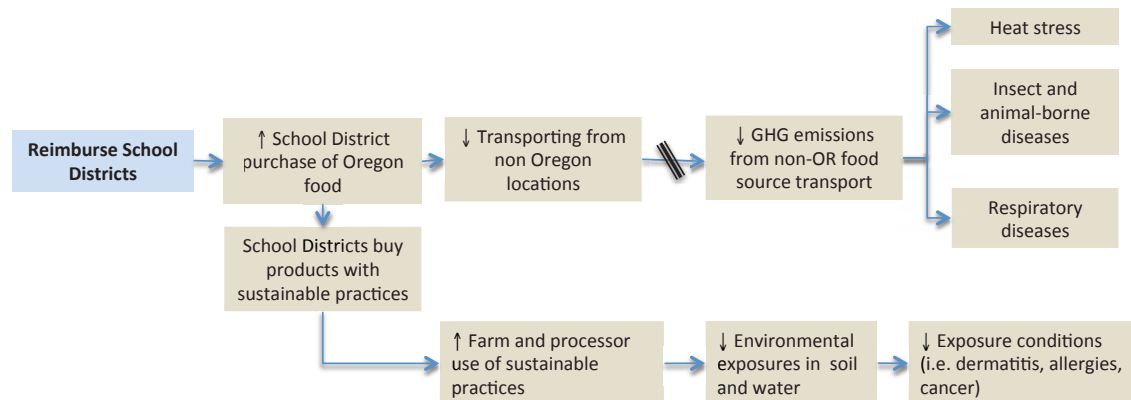 Reimburse School
Districts
↑ School District
purchase of Oregon
food
↓ Transporting from
non Oregon
locations
↓ GHG emissions
from non-OR food
source transport
Heat stress
Insect and
animal-borne
diseases
Respiratory
diseases
School Districts buy
products with
sustainable practices
↑ Farm and processor
use of sustainable
practices
↓ Environmental
exposures in soil
and water
↓ Exposure conditions
(i.e. dermatitis, allergies,
cancer)